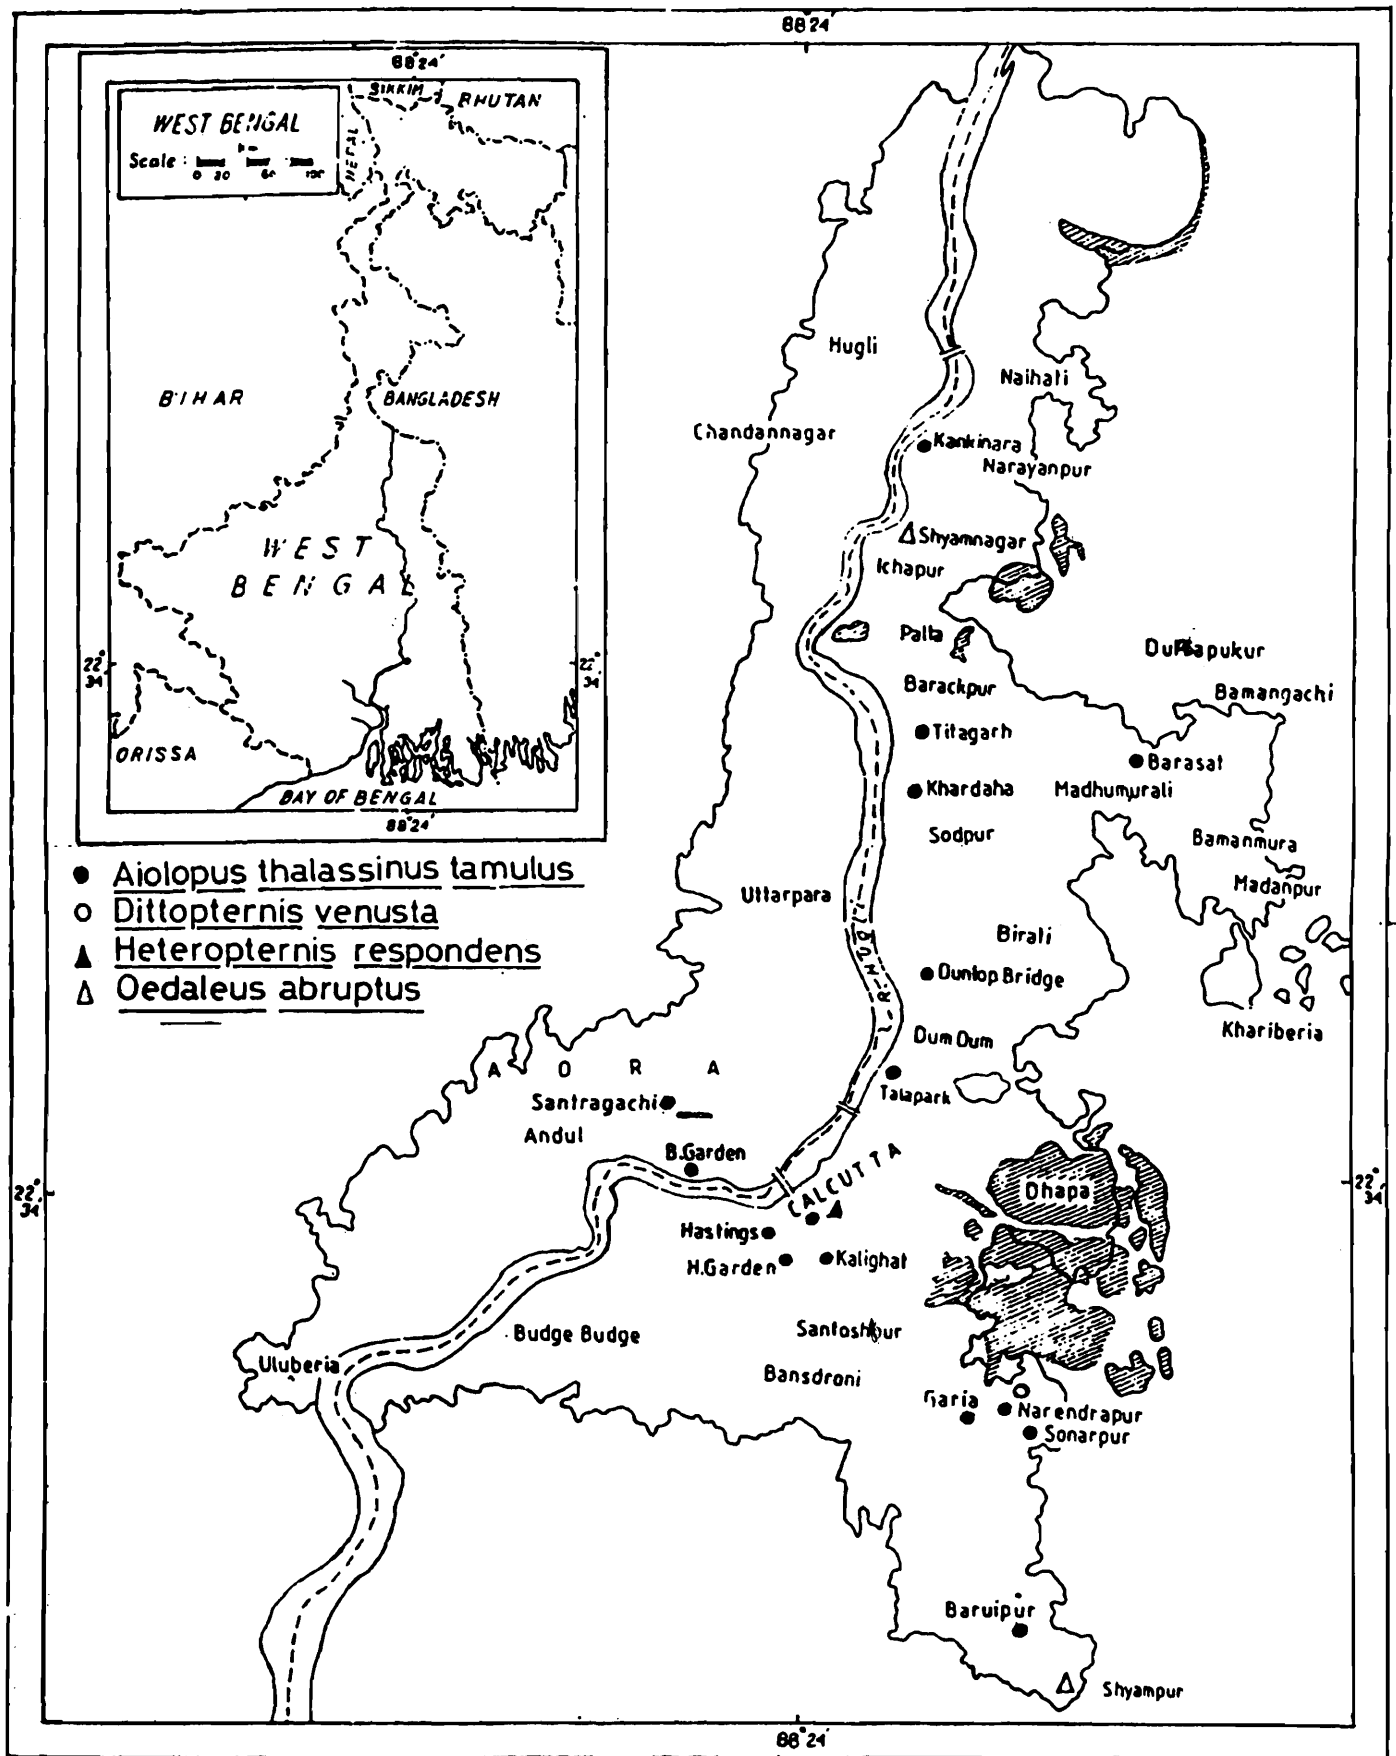 88°24'
88°24'
SIKKIM
BHUTAN
NEPAL
WEST BENGAL
Scale :
Km
BIHAR
BANGLADESH
WEST
BENGAL
22°
34'
22°
34'
ORISSA
BAY OF BENGAL
88°24'
● Aiolopus thalassinus tamulus
○ Dittopternis venusta
▲ Heteropternis respondens
△ Oedaleus abruptus
Hugli
Naihati
Chandannagar
Kankinara
Narayanpur
Shyamnagar
Ichapur
Palta
Bamangachi
Barackpur
Titagarh
Barasat
Khardaha
Madhumurali
Sodpur
Bamanmura
Madanpur
Uttarpara
Birali
Dunlop Bridge
R. HUGLI
Khariberia
Dum Dum
A O R A
Talapark
Santragachi
Andul
B.Garden
CALCUTTA
Dhapa
22°
34'
22°
34'
Hastings
H.Garden
Kalighat
Santoshpur
Budge Budge
Uluberia
Bansdroni
Garia
Narendrapur
Sonarpur
Baruipur
Shyampur
88°24'